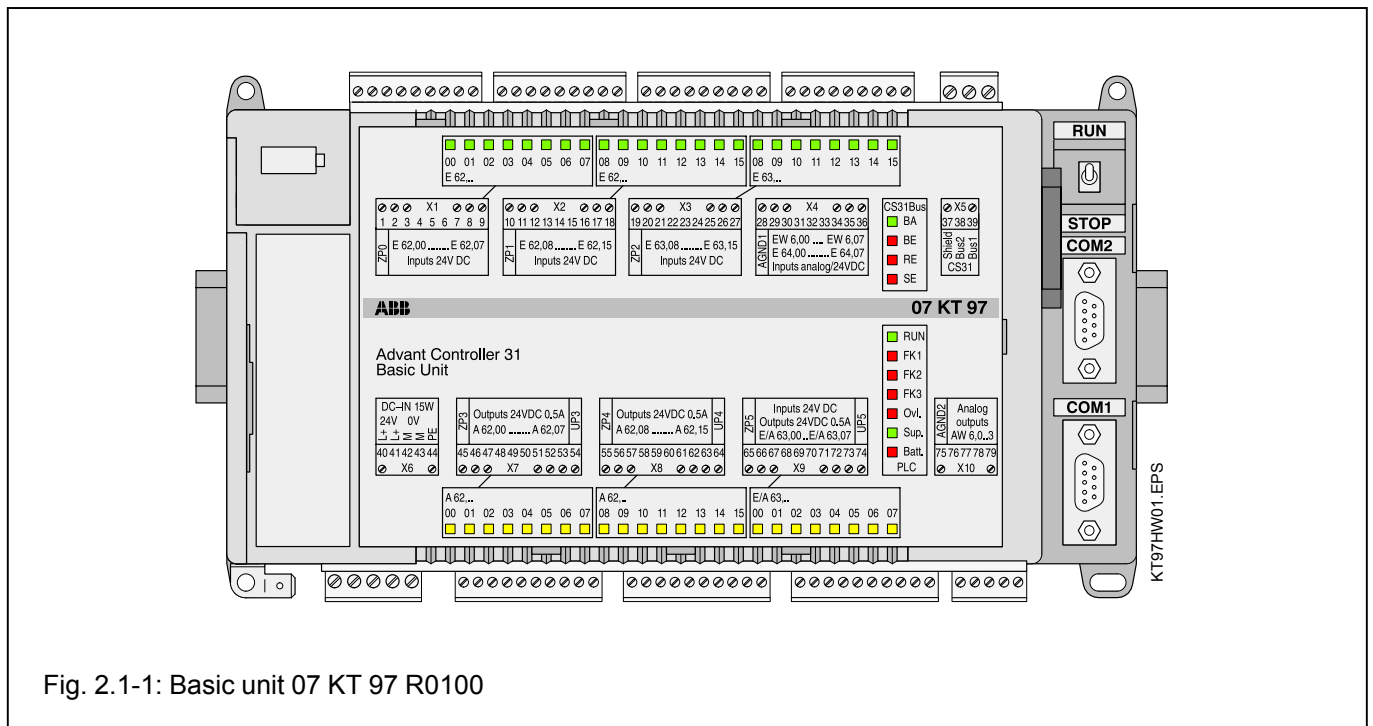 RUN
STOP
COM2
COM1
00 01 02 03 04 05 06 07
E 62,..
08 09 10 11 12 13 14 15
E 62,..
08 09 10 11 12 13 14 15
E 63,..
X1
1 2 3 4 5 6 7 8 9
ZP0
E 62,00 ....... E 62,07
Inputs 24V DC
X2
10 11 12 13 14 15 16 17 18
ZP1
E 62,08 ...... E 62,15
Inputs 24V DC
X3
19 20 21 22 23 24 25 26 27
ZP2
E 63,08 ...... E 63,15
Inputs 24V DC
X4
28 29 30 31 32 33 34 35 36
AGND1
EW 6,00 .... EW 6,07
E 64,00........ E 64,07
Inputs analog/24VDC
CS31Bus
BA
BE
RE
SE
X5
37 38 39
Shield
Bus2
Bus1
CS31
ABB
07 KT 97
Advant Controller 31
Basic Unit
RUN
FK1
FK2
FK3
Ovl.
Sup.
Batt.
PLC
DC–IN 15W
24V 0V
L+
L+
M
M
PE
40 41 42 43 44
X6
ZP3
Outputs 24VDC 0.5A
A 62,00 ........ A 62,07
UP3
45 46 47 48 49 50 51 52 53 54
X7
ZP4
Outputs 24VDC 0.5A
A 62,08 ........ A 62,15
UP4
55 56 57 58 59 60 61 62 63 64
X8
ZP5
Inputs 24V DC
Outputs 24VDC 0.5A
E/A 63,00...E/A 63,07
UP5
65 66 67 68 69 70 71 72 73 74
X9
AGND2
Analog
outputs
AW 6,0..3
75 76 77 78 79
X10
A 62,..
00 01 02 03 04 05 06 07
A 62,..
08 09 10 11 12 13 14 15
E/A 63,..
00 01 02 03 04 05 06 07
KT97HW01.EPS
Fig. 2.1-1: Basic unit 07 KT 97 R0100